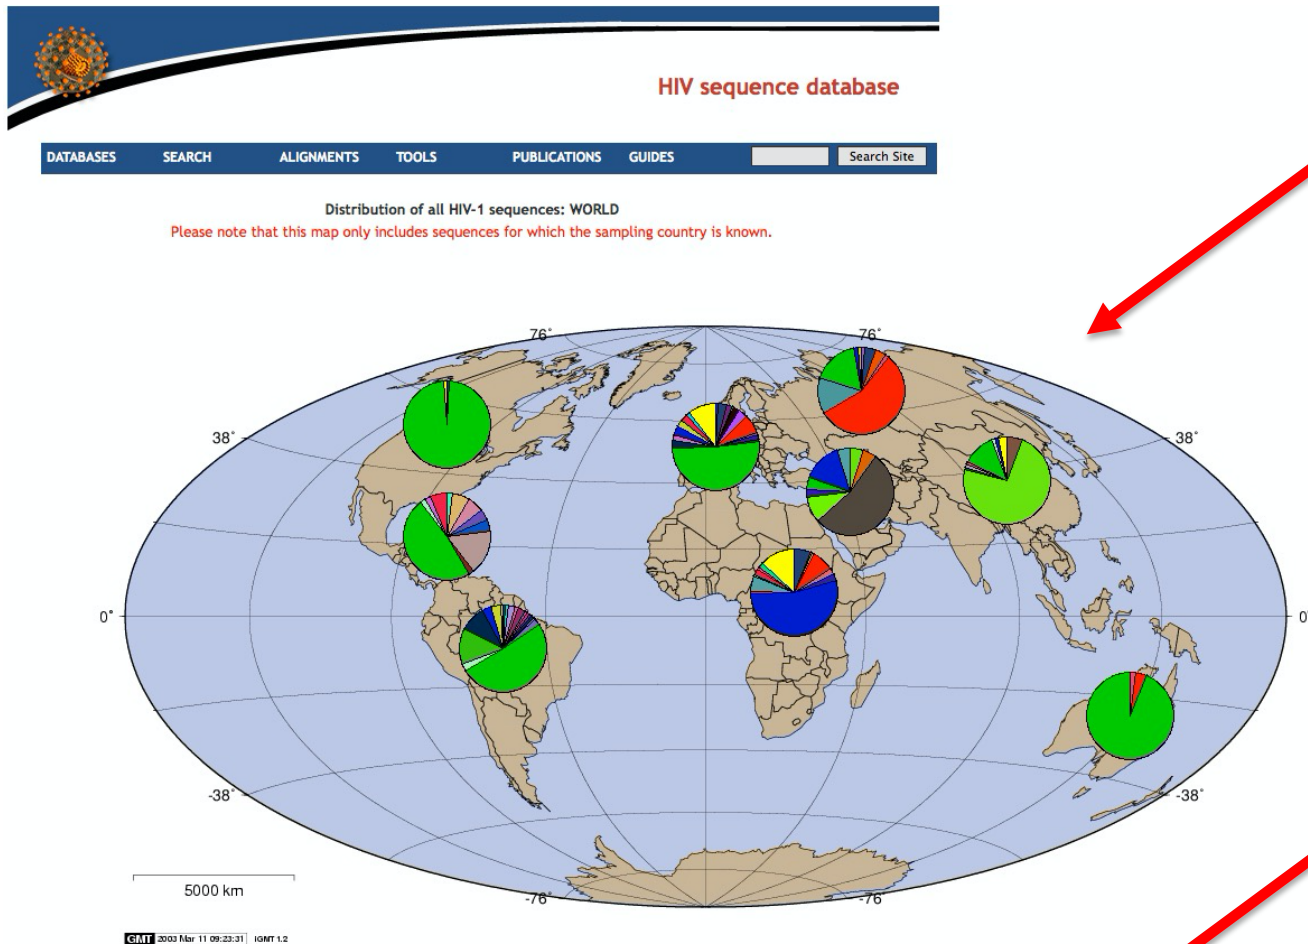 HIV sequence database
DATABASES SEARCH ALIGNMENTS TOOLS PUBLICATIONS GUIDES Search Site
Distribution of all HIV-1 sequences: WORLD
Please note that this map only includes sequences for which the sampling country is known.
76° 76°
38° 38°
0° 0
-38° -38°
5000 km
-76° -76°
GMT 2003 Mar 11 09:23:31 iGMT 1.2